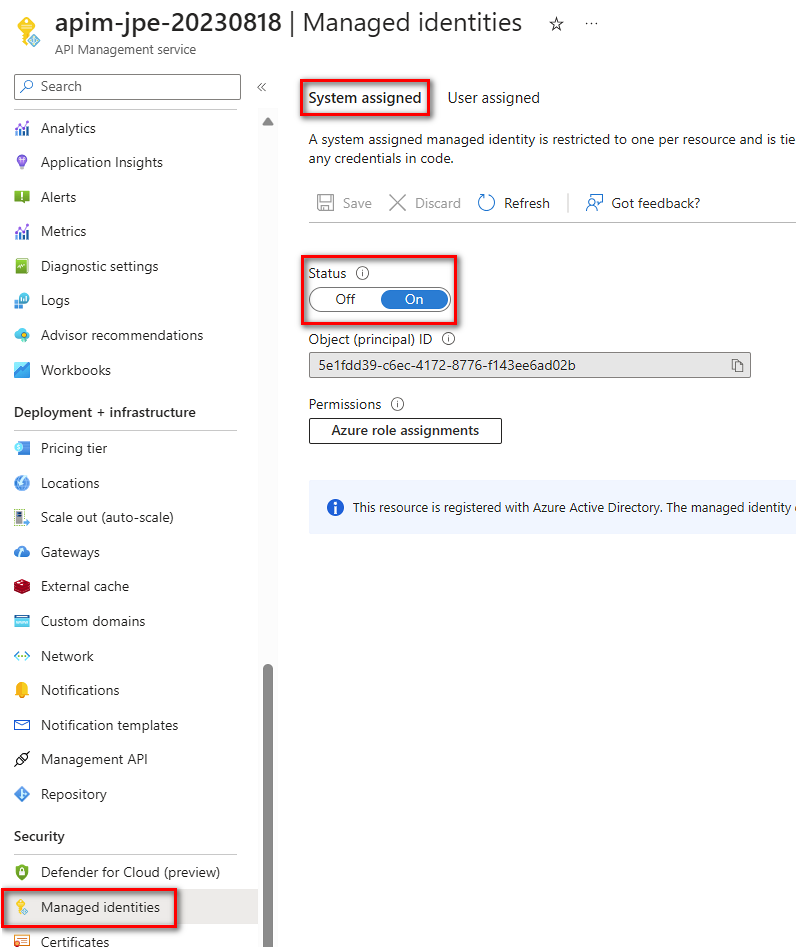 apim-jpe-20230818 | Managed identities
API Management service
Search
Analytics
Application Insights
Alerts
Metrics
Diagnostic settings
Logs
Advisor recommendations
Workbooks
Deployment + infrastructure
Pricing tier
Locations
Scale out (auto-scale)
Gateways
External cache
Custom domains
Network
Notifications
Notification templates
Management API
Repository
Security
Defender for Cloud (preview)
Managed identities
Certificates
System assigned User assigned
A system assigned managed identity is restricted to one per resource and is tie
any credentials in code.
Save Discard Refresh Got feedback?
Status
Off On
Object (principal) ID
5e1fdd39-c6ec-4172-8776-f143ee6ad02b
Permissions
Azure role assignments
This resource is registered with Azure Active Directory. The managed identity